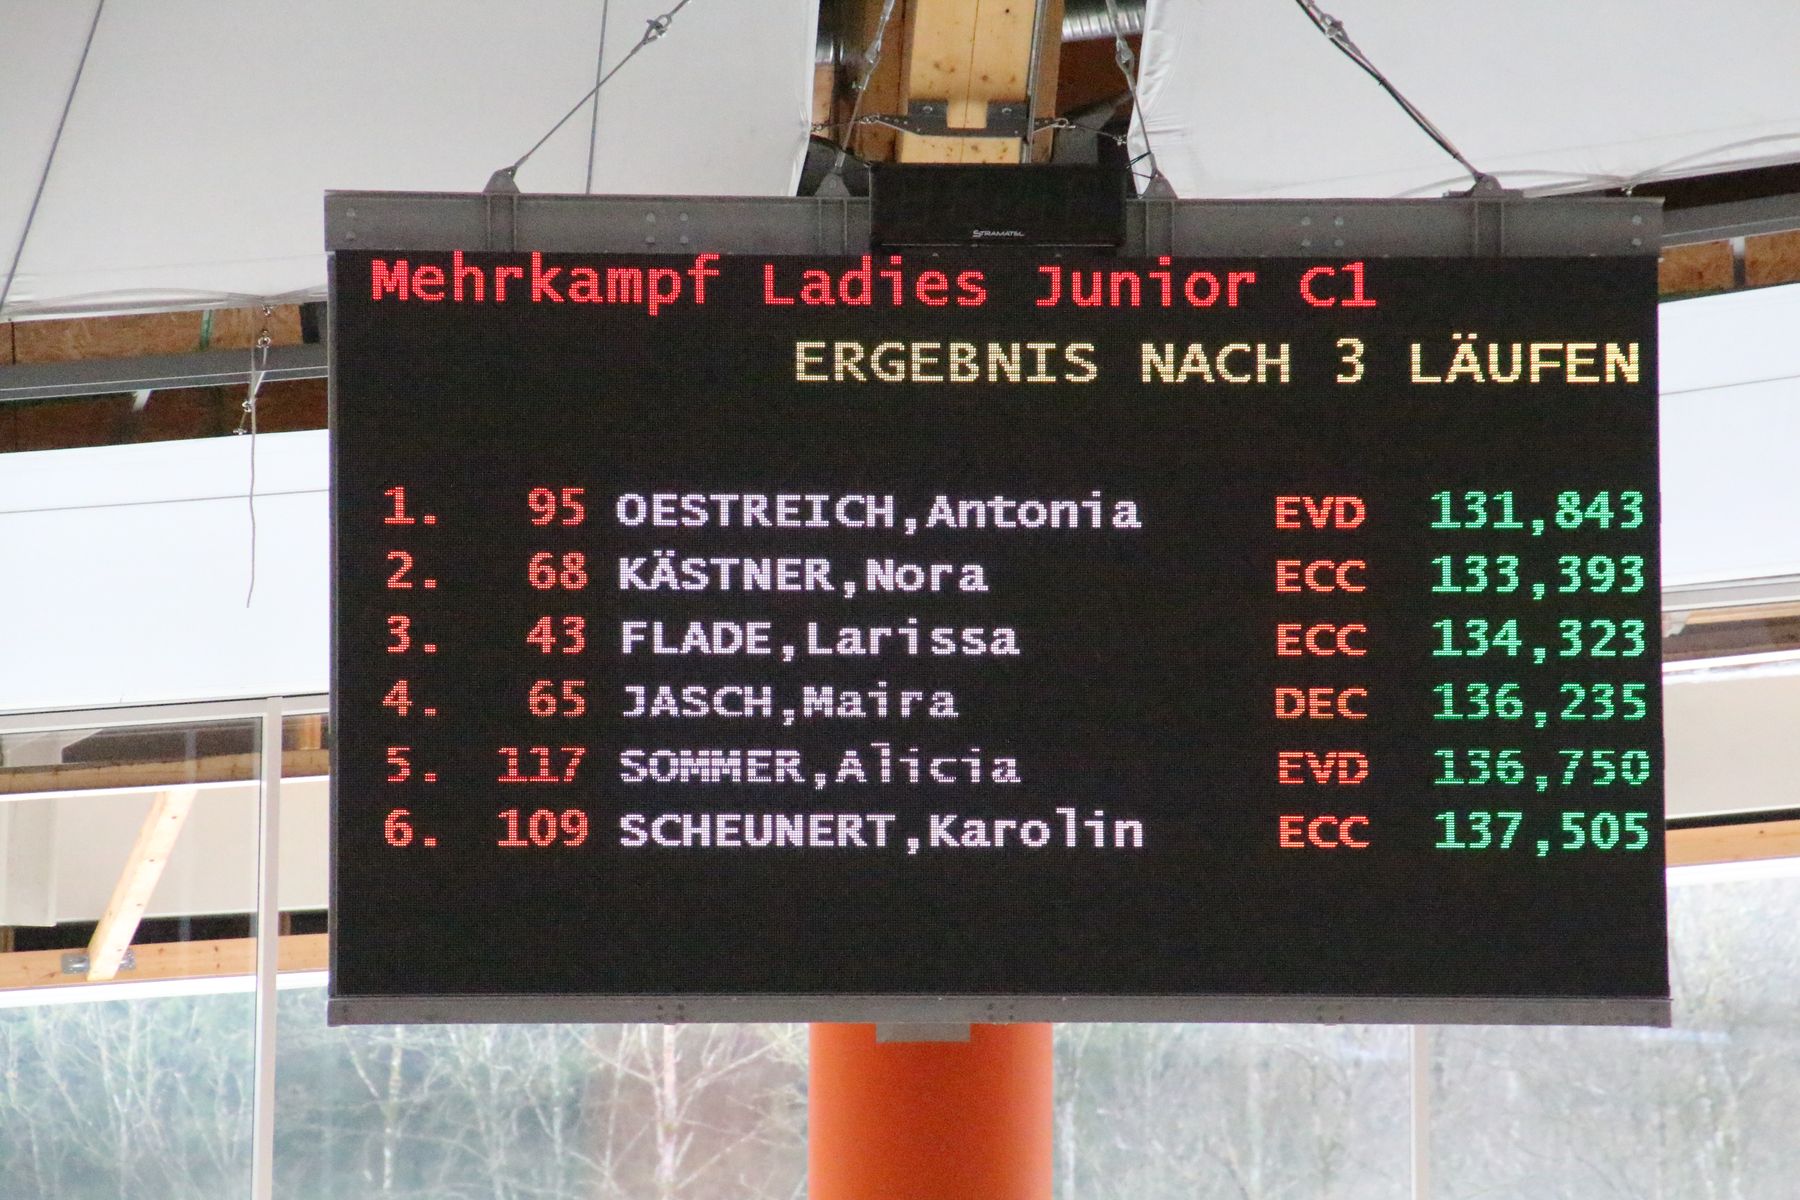 STRAMATEL
Mehrkampf Ladies Junior C1
ERGEBNIS NACH 3 LÄUFEN
1. 95 OESTREICH,Antonia EVD 131,843
2. 68 KÄSTNER,Nora ECC 133,393
3. 43 FLADE,Larissa ECC 134,323
4. 65 JASCH,Maira DEC 136,235
5. 117 SOMMER,Alicia EVD 136,750
6. 109 SCHEUNERT,Karolin ECC 137,505